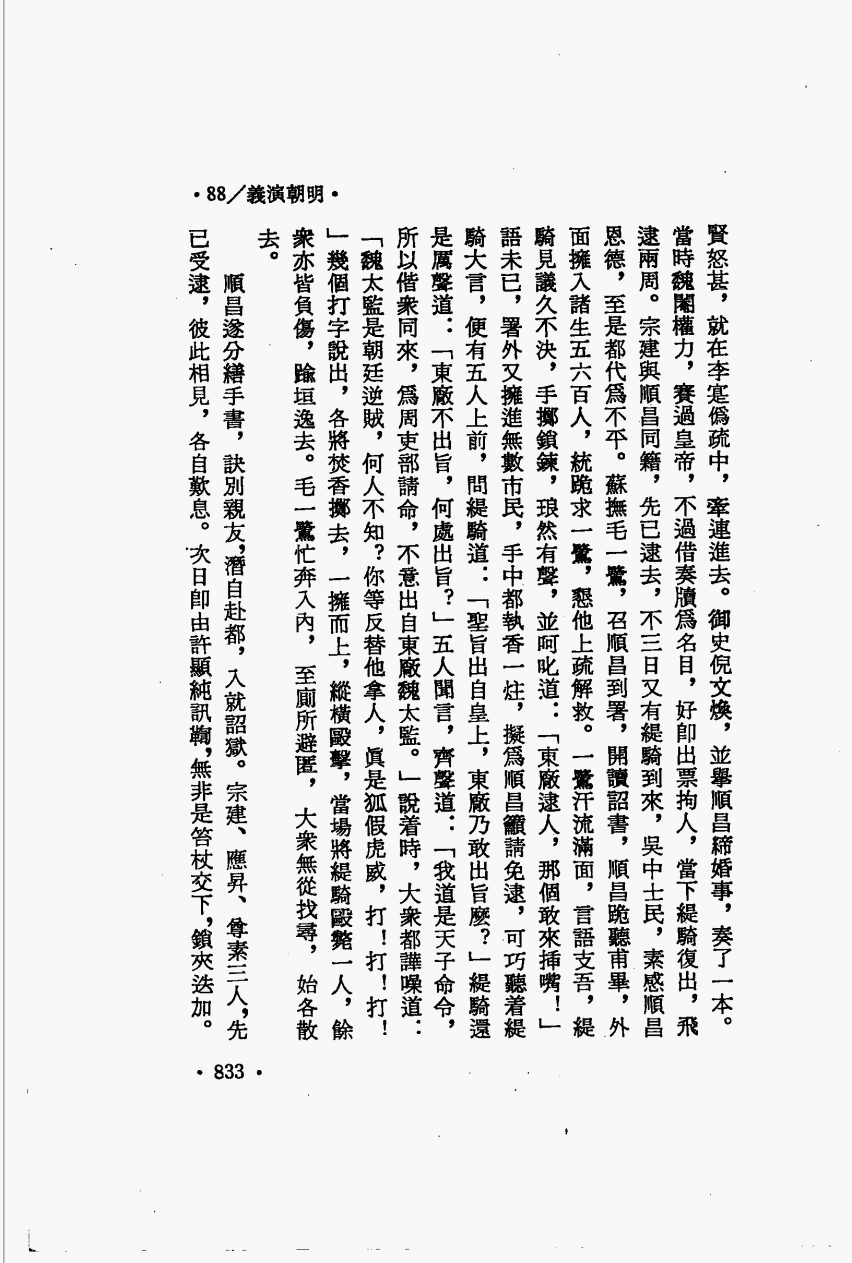 ·88／義演朝明·
賢怒甚，就在李寔僞疏中，牽連進去。御史倪文煥，並舉順昌締婚事，奏了一本。
當時魏閹權力，賽過皇帝，不過借奏牘爲名目，好卽出票拘人，當下緹騎復出，飛
逮兩周。宗建與順昌同籍，先已逮去，不三日又有緹騎到來，吳中士民，素感順昌
恩德，至是都代爲不平。蘇撫毛一鷺，召順昌到署，開讀詔書，順昌跪聽甫畢，外
面擁入諸生五六百人，統跪求一鷺，懇他上疏解救。一鷺汗流滿面，言語支吾，緹
騎見議久不決，手擲鎖鍊，琅然有聲，並呵叱道：「東廠逮人，那個敢來揷嘴！」
語未已，署外又擁進無數市民，手中都執香一炷，擬爲順昌籲請免逮，可巧聽着緹
騎大言，便有五人上前，問緹騎道：「聖旨出自皇上，東廠乃敢出旨麼？」緹騎還
是厲聲道：「東廠不出旨，何處出旨？」五人聞言，齊聲道：「我道是天子命令，
所以偕衆同來，爲周吏部請命，不意出自東廠魏太監。」說着時，大衆都譁噪道：
「魏太監是朝廷逆賊，何人不知？你等反替他拿人，眞是狐假虎威，打！打！打！
」幾個打字說出，各將焚香擲去，一擁而上，縱橫毆擊，當場將緹騎毆斃一人，餘
衆亦皆負傷，踰垣逸去。毛一鷺忙奔入內，至廁所避匿，大衆無從找尋，始各散
去。
順昌遂分繕手書，訣別親友，潛自赴都，入就詔獄。宗建、應昇、尊素三人，先
已受逮，彼此相見，各自歎息。次日卽由許顯純訊鞫，無非是笞杖交下，鎖夾迭加。
·833·